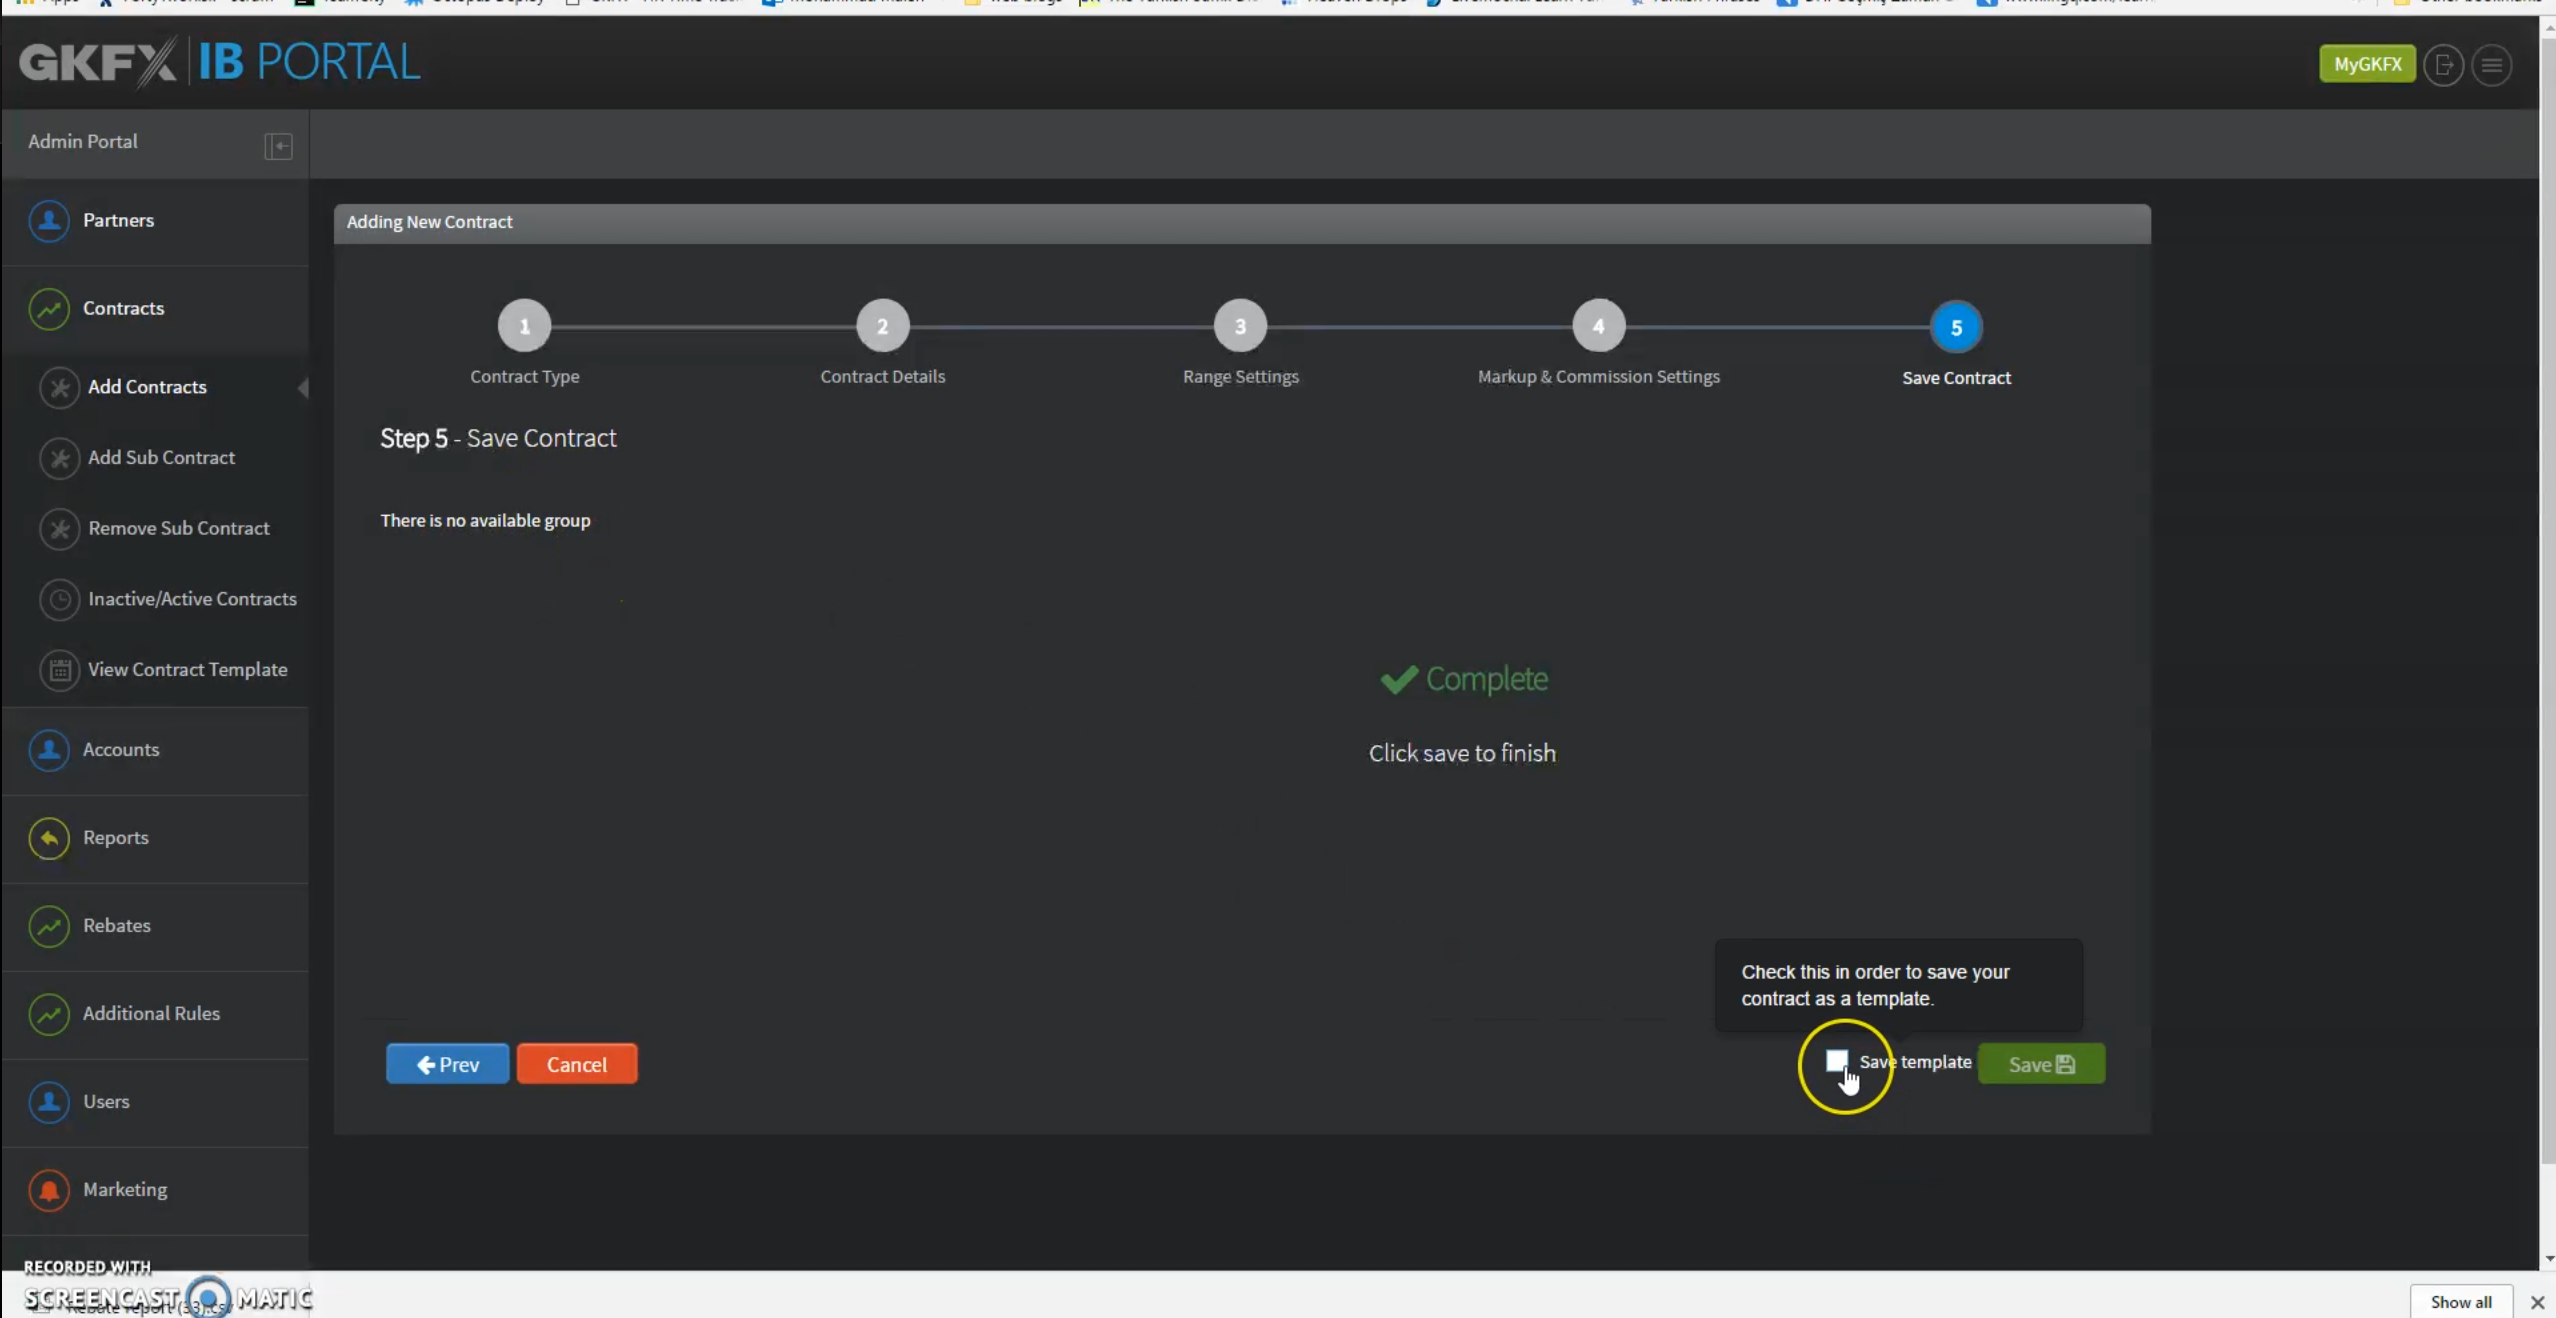 GKFX IB PORTAL
MyGKFX
Admin Portal
Partners
Contracts
Add Contracts
Add Sub Contract
Remove Sub Contract
Inactive/Active Contracts
View Contract Template
Accounts
Reports
Rebates
Additional Rules
Users
Marketing
Adding New Contract
1
2
3
4
5
Contract Type
Contract Details
Range Settings
Markup & Commission Settings
Save Contract
Step 5 - Save Contract
There is no available group
Complete
Click save to finish
Check this in order to save your
contract as a template.
Prev
Cancel
Save template
Save
RECORDED WITH
SCREENCAST MATIC
Show all